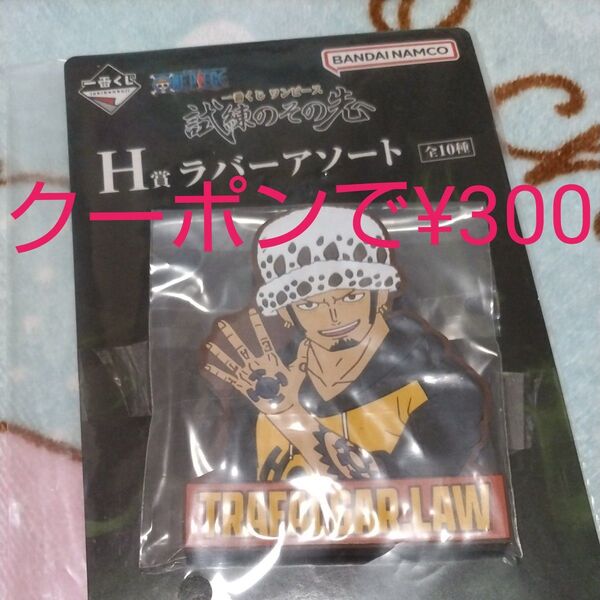 一番くじ
BANDAI NAMCO
ONE PIECE
一番くじ ワンピース
試練のその先
H賞 ラバーアソート 全10種
クーポンで¥300
TRAFALGAR・LAW